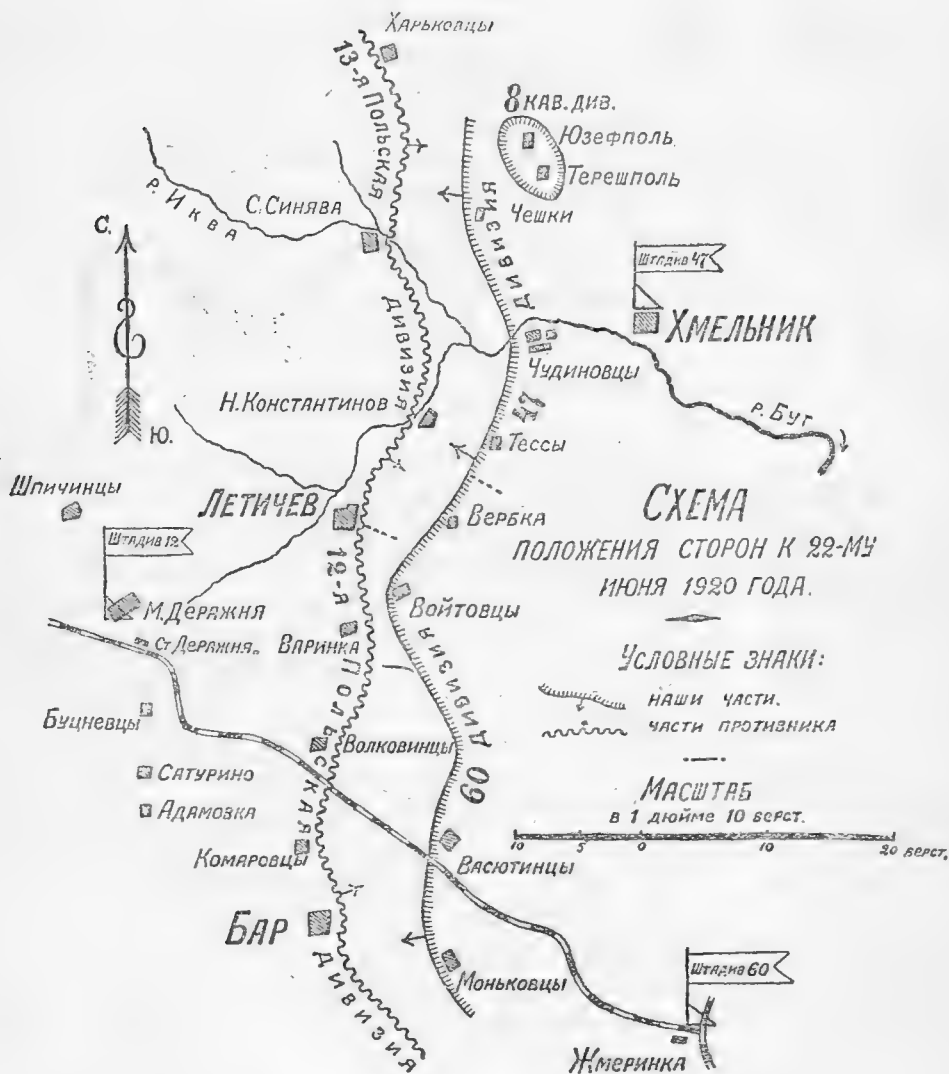 Харьковцы
13-я Польская дивизия
8 кав. див.
Юзефполь
Терешполь
Чешки
р. Иква
С. Синява
С.
Штадив 47
Хмельник
47 дивизия
Чудиновцы
р. Буг
Н. Константинов
Ю.
Тессы
Шпичинцы
Летичев
Вербка
Схема
положения сторон к 22-му
июня 1920 года.
Штадив 12
М. Деражня
12-я Польская дивизия
Войтовцы
Ст. Деражня.
Варинка
Условные знаки:
наши части.
части противника
Буцневцы
Волковинцы
60 дивизия
Сатурино
Адамовка
Масштаб
в 1 дюйме 10 верст.
10 5 0 10 20 верст.
Комаровцы
Васютинцы
Бар
Моньковцы
Штадив 60
Жмеринка